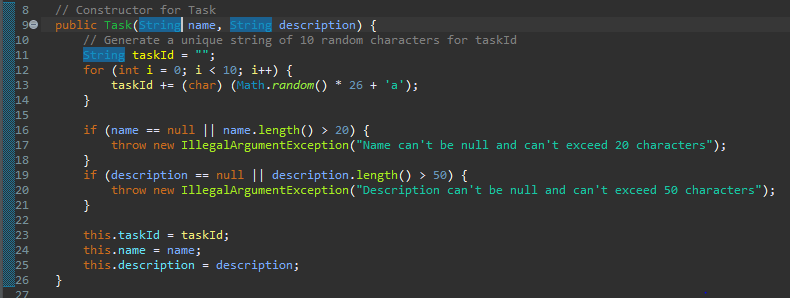 8 // Constructor for Task
9 public Task(String name, String description) {
10 // Generate a unique string of 10 random characters for taskId
11 String taskId = "";
12 for (int i = 0; i < 10; i++) {
13 taskId += (char) (Math.random() * 26 + 'a');
14 }
15
16 if (name == null || name.length() > 20) {
17 throw new IllegalArgumentException("Name can't be null and can't exceed 20 characters");
18 }
19 if (description == null || description.length() > 50) {
20 throw new IllegalArgumentException("Description can't be null and can't exceed 50 characters");
21 }
22
23 this.taskId = taskId;
24 this.name = name;
25 this.description = description;
26 }
27